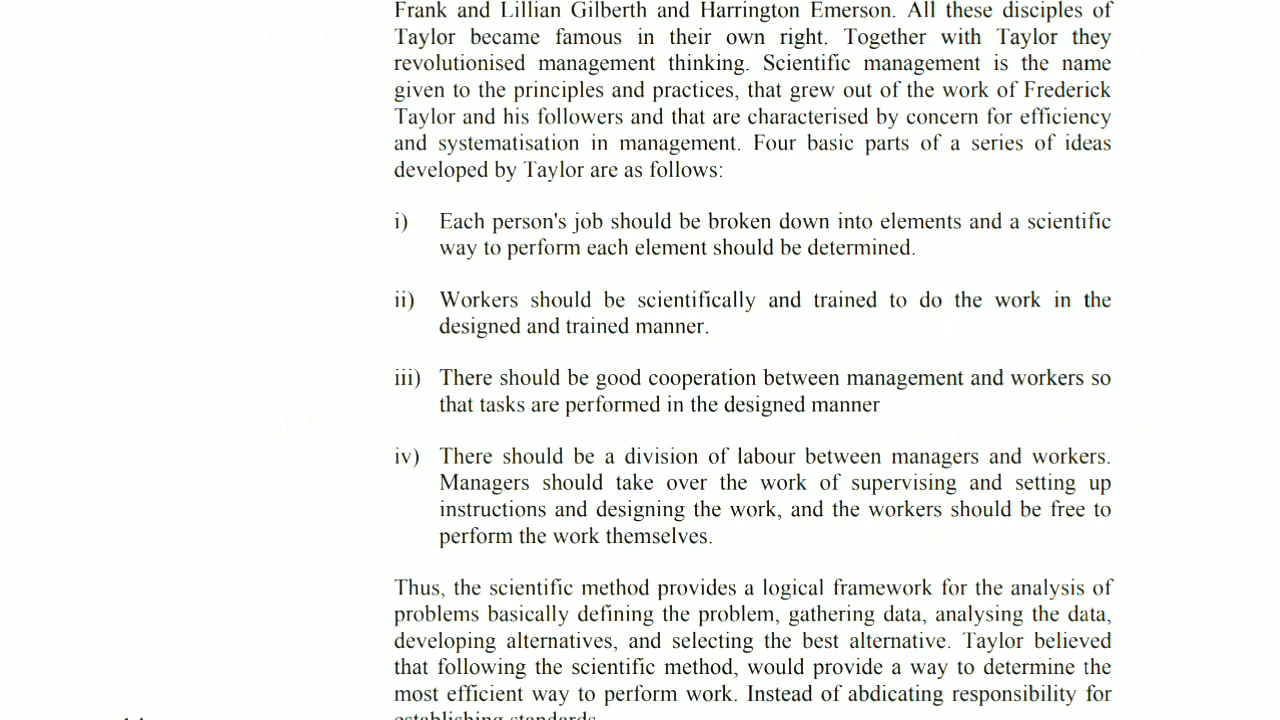 Frank and Lillian Gilberth and Harrington Emerson. All these disciples of
Taylor became famous in their own right. Together with Taylor they
revolutionised management thinking. Scientific management is the name
given to the principles and practices, that grew out of the work of Frederick
Taylor and his followers and that are characterised by concern for efficiency
and systematisation in management. Four basic parts of a series of ideas
developed by Taylor are as follows:
i) Each person's job should be broken down into elements and a scientific
way to perform each element should be determined.
ii) Workers should be scientifically and trained to do the work in the
designed and trained manner.
iii) There should be good cooperation between management and workers so
that tasks are performed in the designed manner
iv) There should be a division of labour between managers and workers.
Managers should take over the work of supervising and setting up
instructions and designing the work, and the workers should be free to
perform the work themselves.
Thus, the scientific method provides a logical framework for the analysis of
problems basically defining the problem, gathering data, analysing the data,
developing alternatives, and selecting the best alternative. Taylor believed
that following the scientific method, would provide a way to determine the
most efficient way to perform work. Instead of abdicating responsibility for
establishing standards